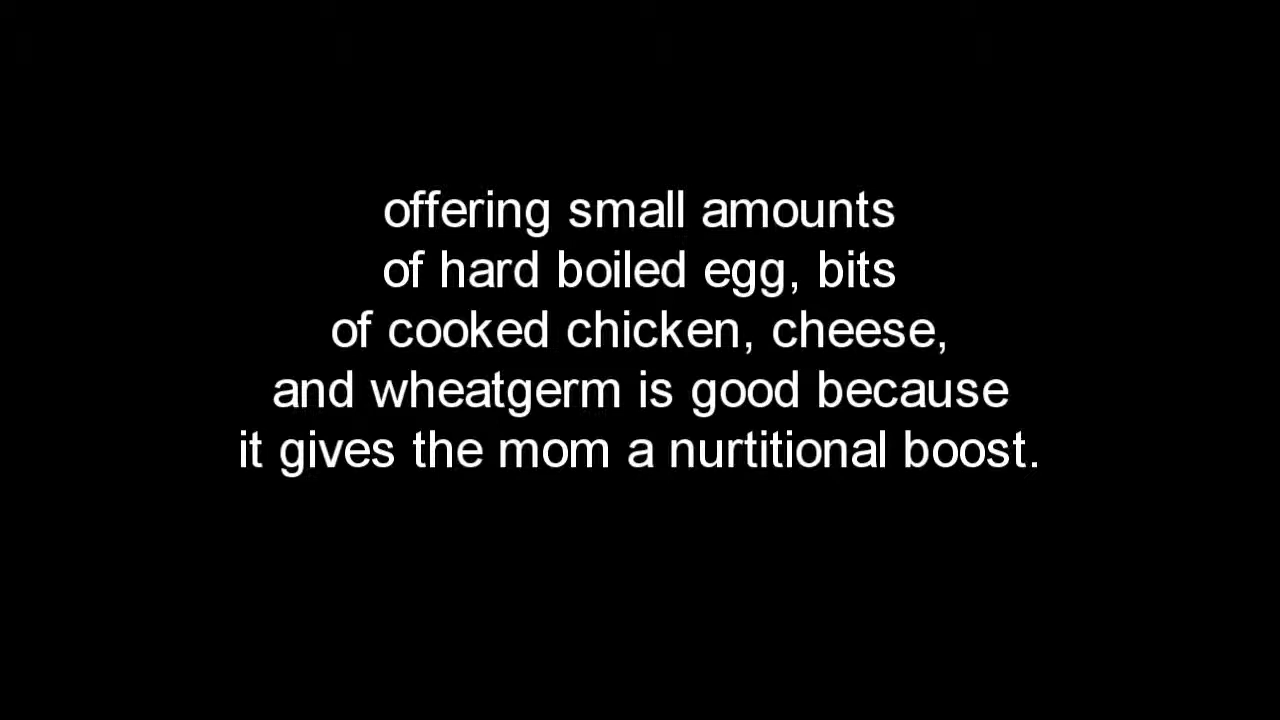 offering small amounts
of hard boiled egg, bits
of cooked chicken, cheese,
and wheatgerm is good because
it gives the mom a nurtitional boost.